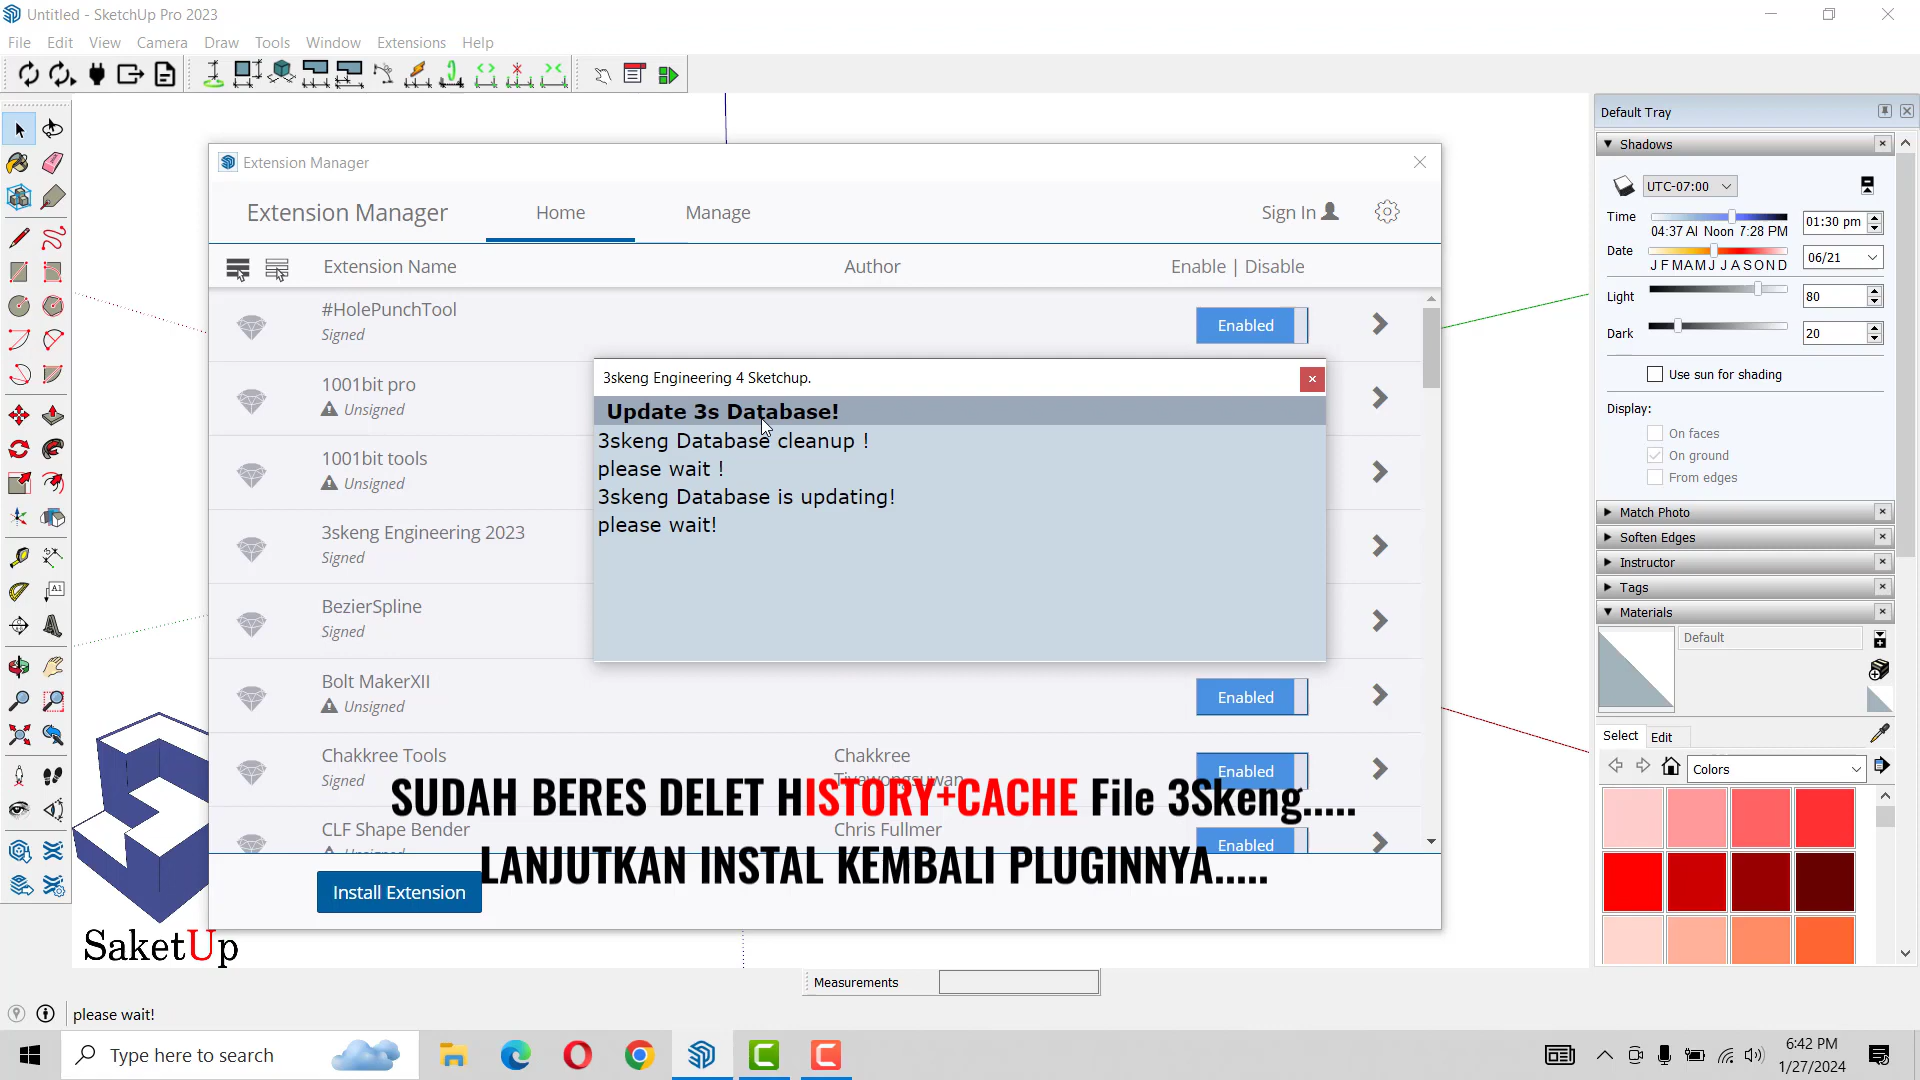 Untitled - SketchUp Pro 2023
File Edit View Camera Draw Tools Window Extensions Help
Default Tray
Shadows
UTC-07:00
Time
01:30 pm
04:37 AI Noon 7:28 PM
Date
06/21
J F M A M J J A S O N D
Light
80
Dark
20
Use sun for shading
Display:
On faces
On ground
From edges
Match Photo
Soften Edges
Instructor
Tags
Materials
Default
Select Edit
Colors
Extension Manager
Extension Manager Home Manage Sign In
Extension Name Author Enable | Disable
#HolePunchTool
Signed
Enabled
1001bit pro
Unsigned
1001bit tools
Unsigned
3skeng Engineering 2023
Signed
BezierSpline
Signed
Bolt MakerXII
Unsigned
Enabled
Chakkree Tools
Signed
Chakkree
Tiyawongsuwan
Enabled
CLF Shape Bender
Unsigned
Chris Fullmer
Enabled
Install Extension
3skeng Engineering 4 Sketchup.
Update 3s Database!
3skeng Database cleanup !
please wait !
3skeng Database is updating!
please wait!
SUDAH BERES DELET HISTORY+CACHE File 3Skeng.....
LANJUTKAN INSTAL KEMBALI PLUGINNYA.....
SaketUp
A1
Measurements
please wait!
Type here to search
6:42 PM
1/27/2024